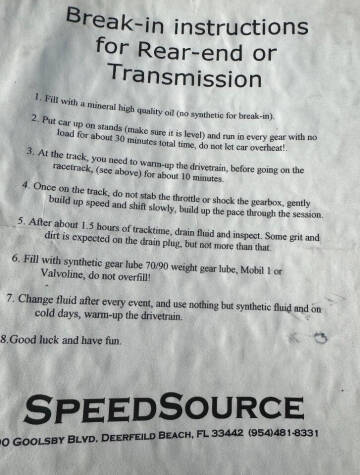 Break-in instructions
for Rear-end or
Transmission
1. Fill with a mineral high quality oil (no synthetic for break-in).
2. Put car up on stands (make sure it is level) and run in every gear with no
load for about 30 minutes total time, do not let car overheat!.
3. At the track, you need to warm-up the drivetrain, before going on the
racetrack, (see above) for about 10 minutes.
4. Once on the track, do not stab the throttle or shock the gearbox, gently
build up speed and shift slowly, build up the pace through the session.
5. After about 1.5 hours of tracktime, drain fluid and inspect. Some grit and
dirt is expected on the drain plug, but not more than that.
6. Fill with synthetic gear lube 70/90 weight gear lube, Mobil 1 or
Valvoline, do not overfill!
7. Change fluid after every event, and use nothing but synthetic fluid and on
cold days, warm-up the drivetrain.
8.Good luck and have fun.
SPEEDSOURCE
0 GOOLSBY BLVD. DEERFEILD BEACH, FL 33442 (954)481-8331